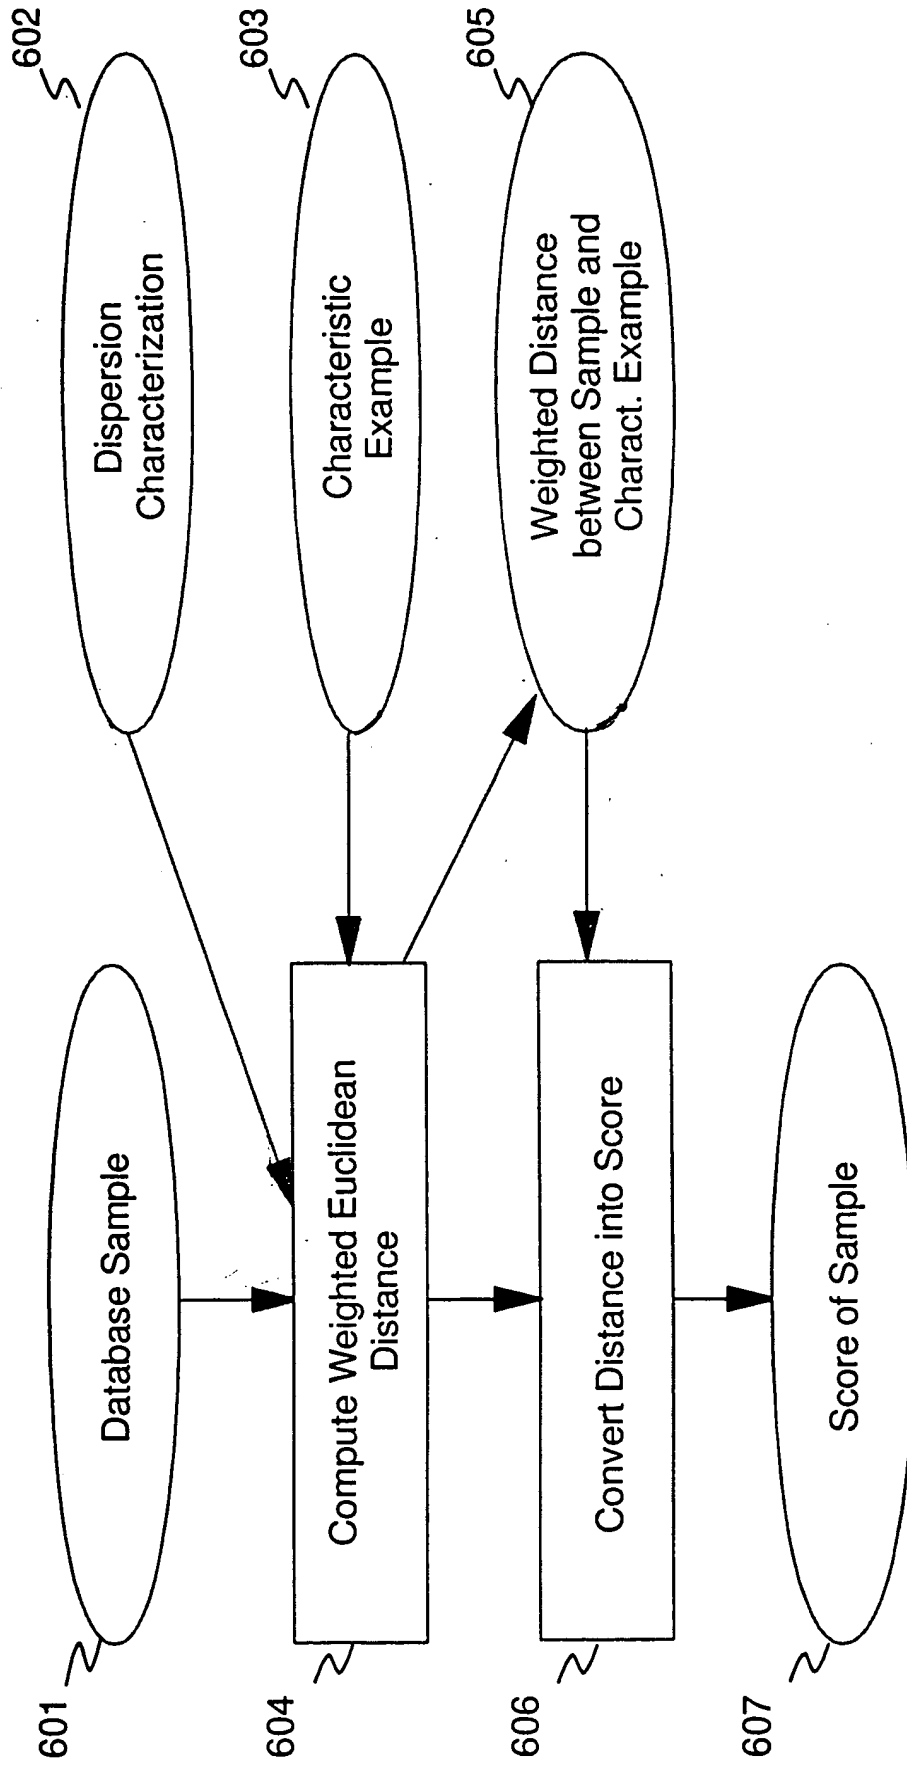 601
Database Sample
602
Dispersion
Characterization
603
Characteristic
Example
604
Compute Weighted Euclidean
Distance
605
Weighted Distance
between Sample and
Charact. Example
606
Convert Distance into Score
607
Score of Sample